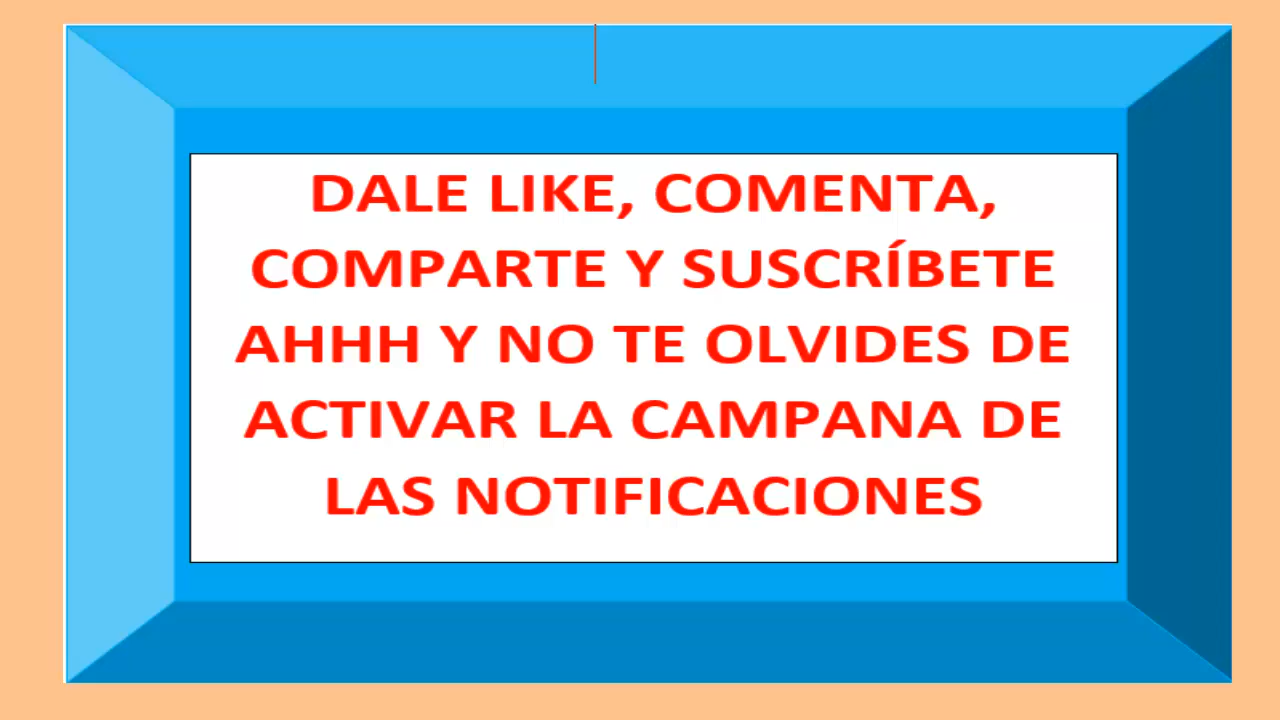 DALE LIKE, COMENTA,
COMPARTE Y SUSCRÍBETE
AHHH Y NO TE OLVIDES DE
ACTIVAR LA CAMPANA DE
LAS NOTIFICACIONES